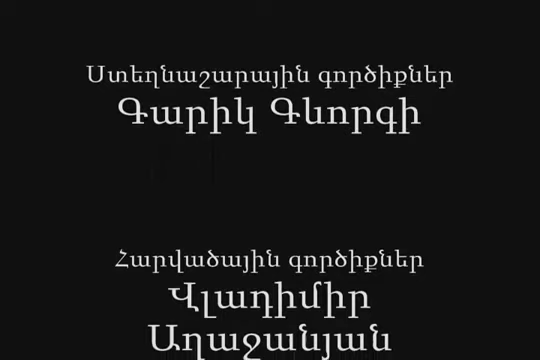 Ստեղնաշարային գործիքներ
Գարիկ Գևորգի
Հարվածային գործիքներ
Վլադիմիր
Աղաջանյան